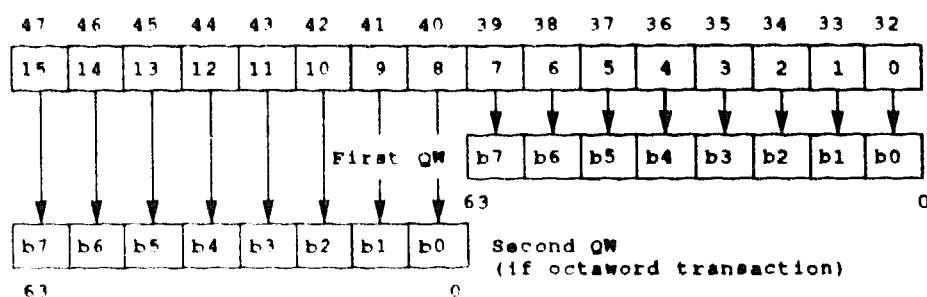 47 46 45 44 43 42 41 40 39 38 37 36 35 34 33 32
15 14 13 12 11 10 9 8 7 6 5 4 3 2 1 0
First QW b7 b6 b5 b4 b3 b2 b1 b0
63 0
b7 b6 b5 b4 b3 b2 b1 b0 Second QW
(if octaword transaction)
63 0